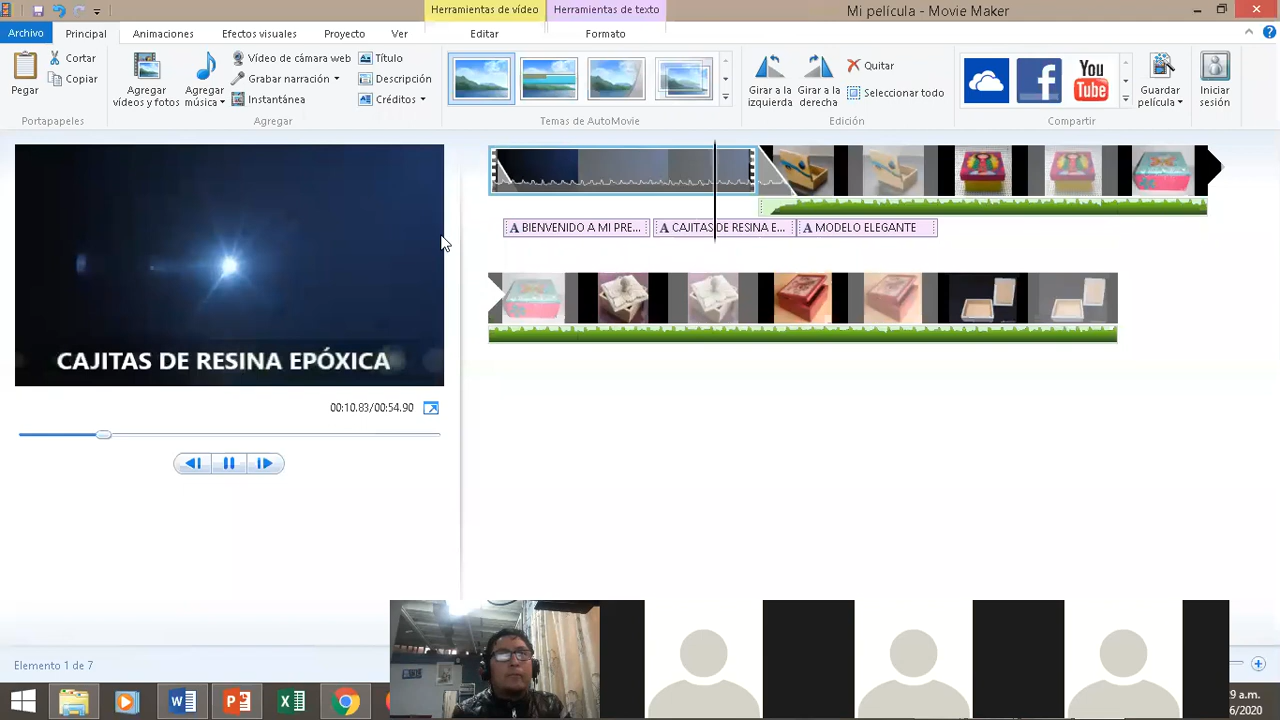 Herramientas de vídeo Herramientas de texto Mi película - Movie Maker
Archivo Principal Animaciones Efectos visuales Proyecto Ver Editar Formato
Pegar
Cortar
Copiar
Portapapeles
Agregar vídeos y fotos
Agregar música
Vídeo de cámara web
Grabar narración
Instantánea
Título
Descripción
Créditos
Agregar
Temas de AutoMovie
Girar a la izquierda
Girar a la derecha
Quitar
Seleccionar todo
Edición
You
Tube
Compartir
Guardar película
Iniciar sesión
CAJITAS DE RESINA EPÓXICA
00:10.83/00:54.90
A BIENVENIDO A MI PRE... A CAJITAS DE RESINA E... A MODELO ELEGANTE
Elemento 1 de 7
9 a.m.
6/2020